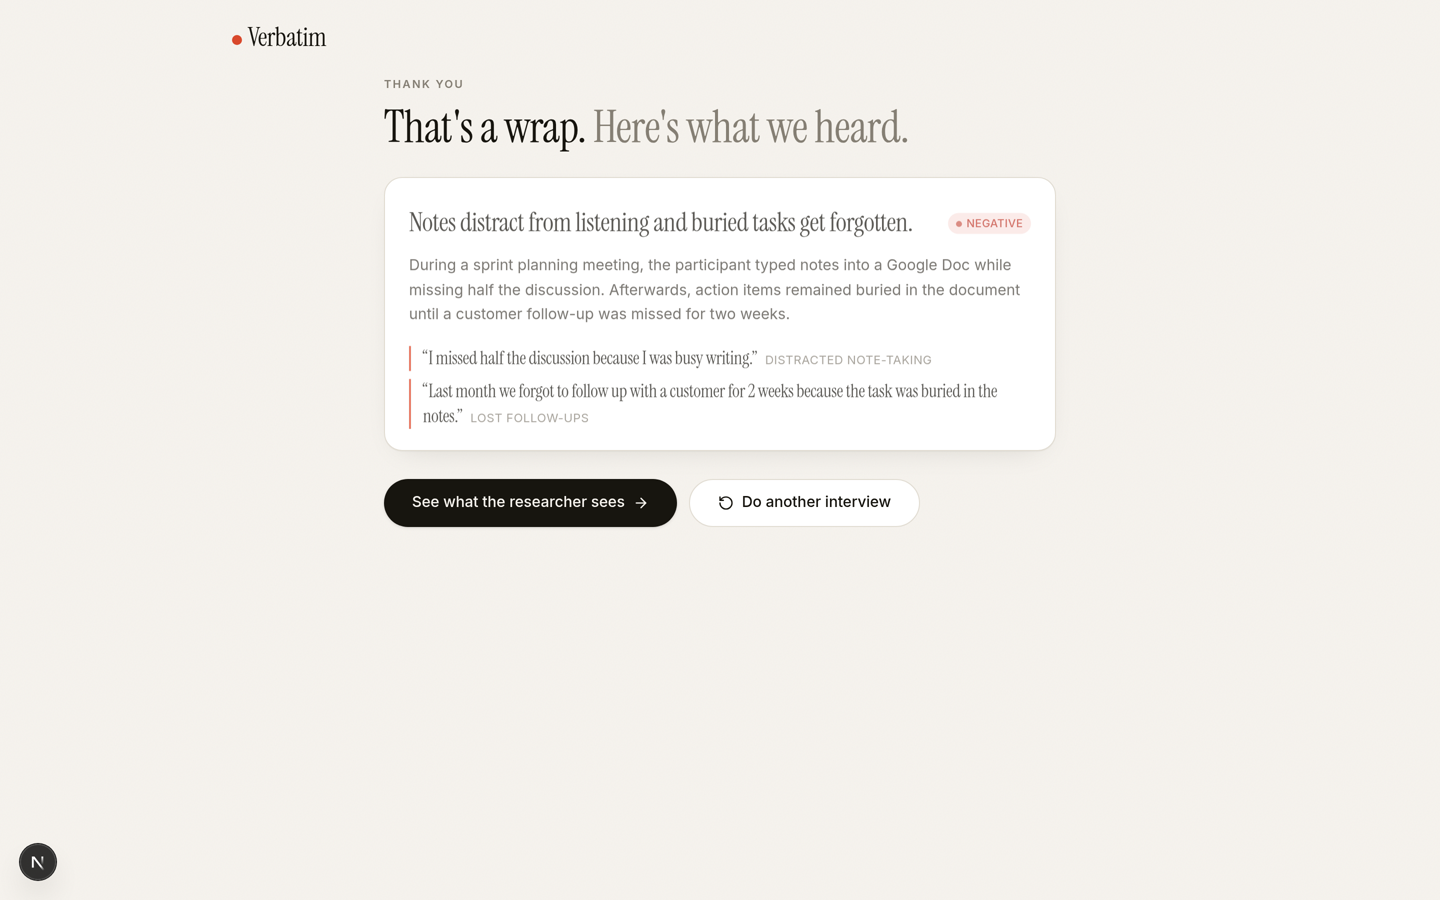 Verbatim
THANK YOU
That's a wrap. Here's what we heard.
Notes distract from listening and buried tasks get forgotten.
NEGATIVE
During a sprint planning meeting, the participant typed notes into a Google Doc while
missing half the discussion. Afterwards, action items remained buried in the document
until a customer follow-up was missed for two weeks.
“I missed half the discussion because I was busy writing.” DISTRACTED NOTE-TAKING
“Last month we forgot to follow up with a customer for 2 weeks because the task was buried in the
notes.” LOST FOLLOW-UPS
See what the researcher sees →
Do another interview
N